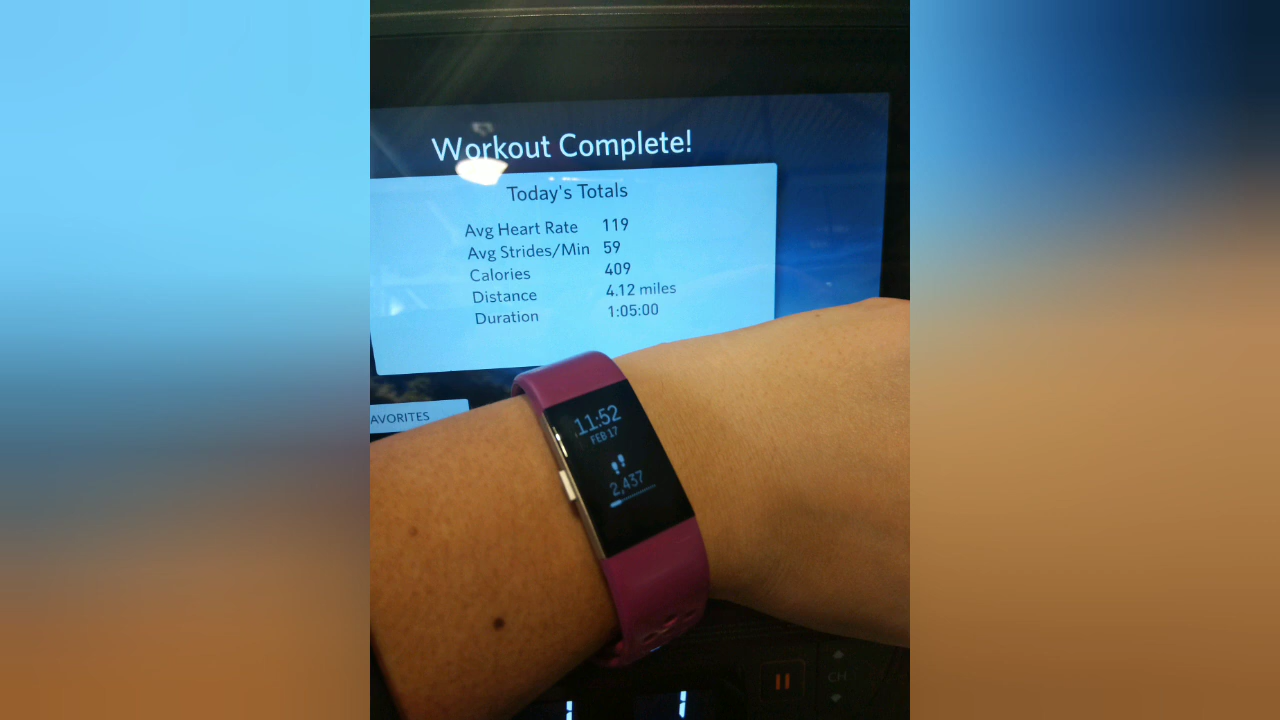 Workout Complete!
Today's Totals
Avg Heart Rate 119
Avg Strides/Min 59
Calories 409
Distance 4.12 miles
Duration 1:05:00
AVORITES
11:52
FEB 17
2,437
CH